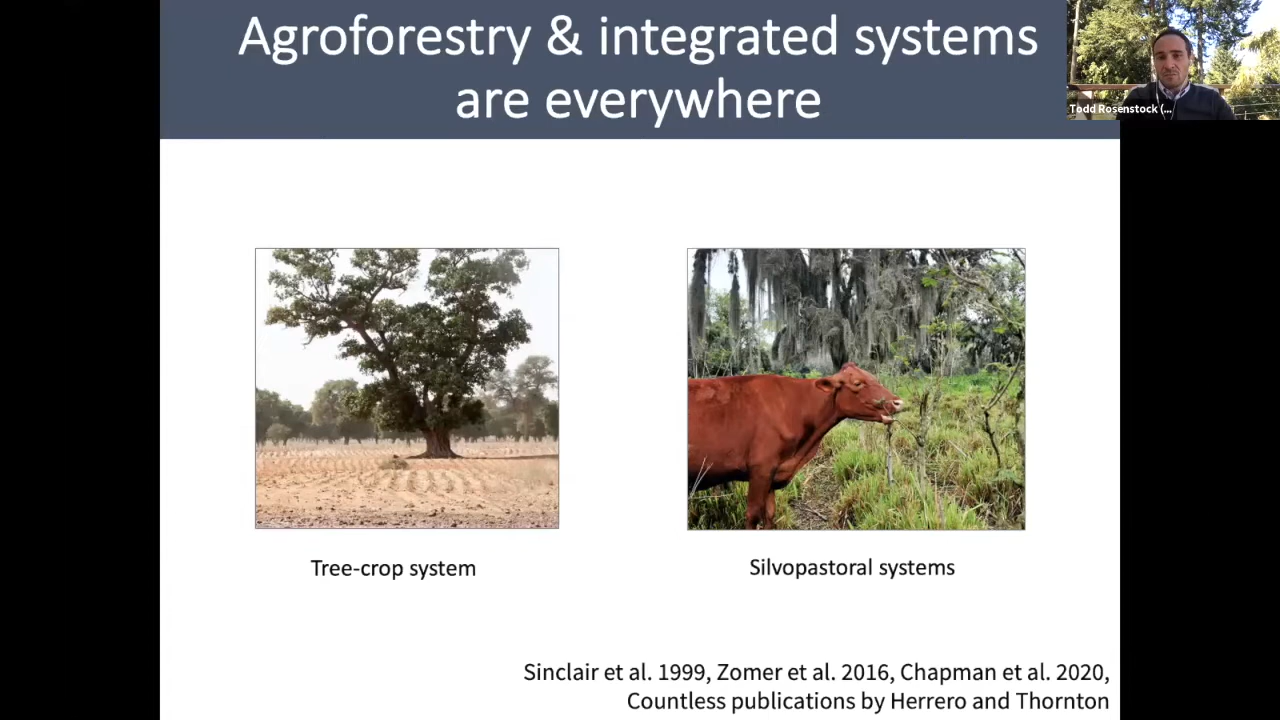 Agroforestry & integrated systems
are everywhere
Todd Rosenstock (...
Tree-crop system
Silvopastoral systems
Sinclair et al. 1999, Zomer et al. 2016, Chapman et al. 2020,
Countless publications by Herrero and Thornton